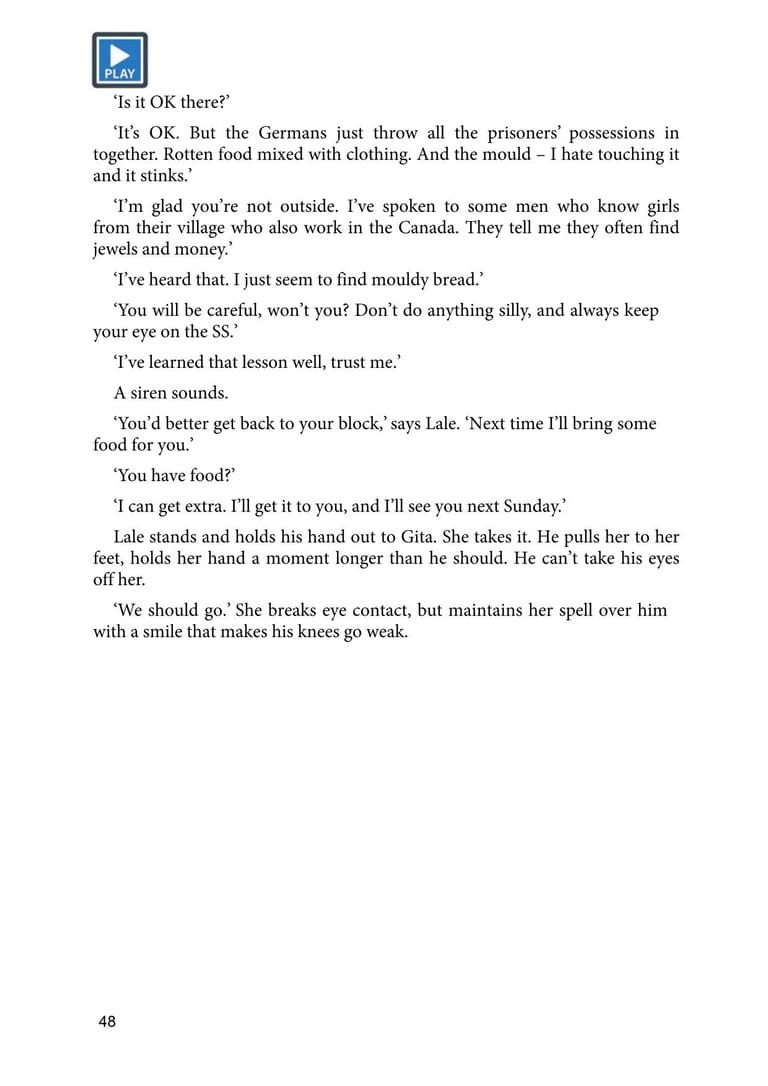 PLAY
‘Is it OK there?’
‘It’s OK. But the Germans just throw all the prisoners’ possessions in
together. Rotten food mixed with clothing. And the mould – I hate touching it
and it stinks.’
‘I’m glad you’re not outside. I’ve spoken to some men who know girls
from their village who also work in the Canada. They tell me they often find
jewels and money.’
‘I’ve heard that. I just seem to find mouldy bread.’
‘You will be careful, won’t you? Don’t do anything silly, and always keep
your eye on the SS.’
‘I’ve learned that lesson well, trust me.’
A siren sounds.
‘You’d better get back to your block,’ says Lale. ‘Next time I’ll bring some
food for you.’
‘You have food?’
‘I can get extra. I’ll get it to you, and I’ll see you next Sunday.’
Lale stands and holds his hand out to Gita. She takes it. He pulls her to her
feet, holds her hand a moment longer than he should. He can’t take his eyes
off her.
‘We should go.’ She breaks eye contact, but maintains her spell over him
with a smile that makes his knees go weak.
48